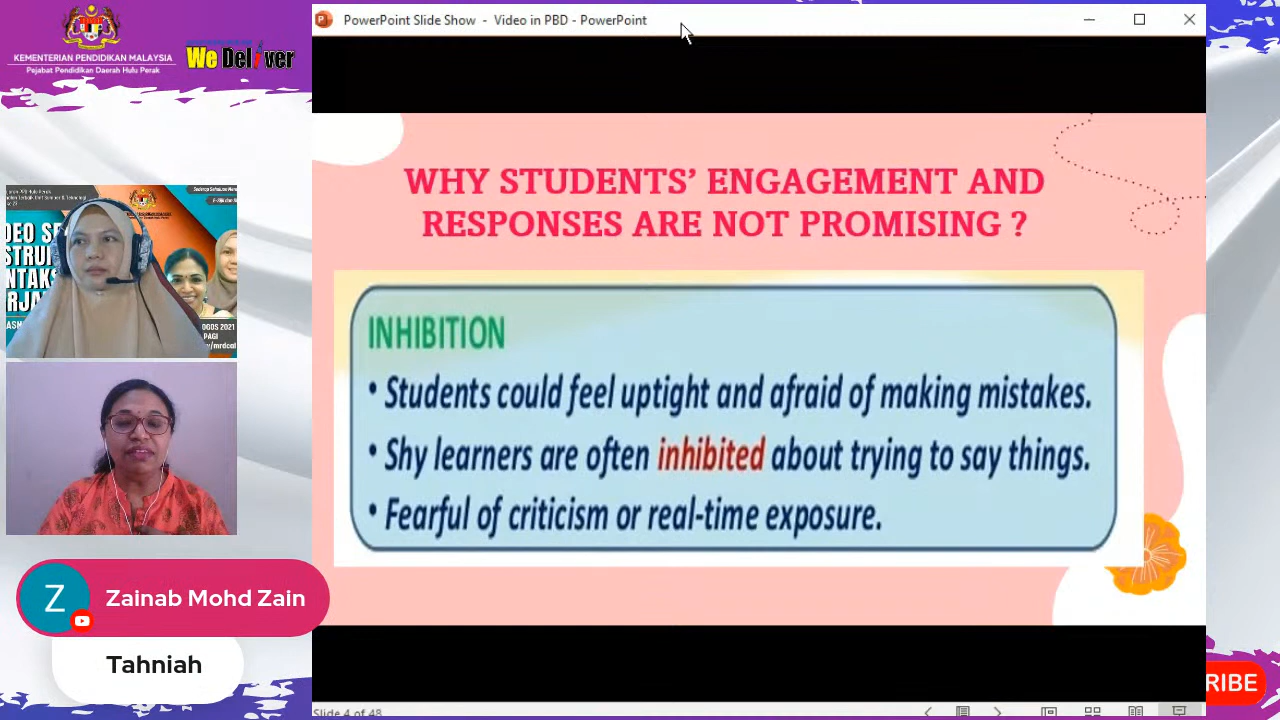 KEMENTERIAN PENDIDIKAN MALAYSIA
Pejabat Pendidikan Daerah Hulu Perak
We Deliver
PowerPoint Slide Show - Video in PBD - PowerPoint
WHY STUDENTS’ ENGAGEMENT AND
RESPONSES ARE NOT PROMISING ?
INHIBITION
• Students could feel uptight and afraid of making mistakes.
• Shy learners are often inhibited about trying to say things.
• Fearful of criticism or real-time exposure.
OGOS 2021
PAGI
Z
Zainab Mohd Zain
Tahniah
RIBE
Slide 4 of 48